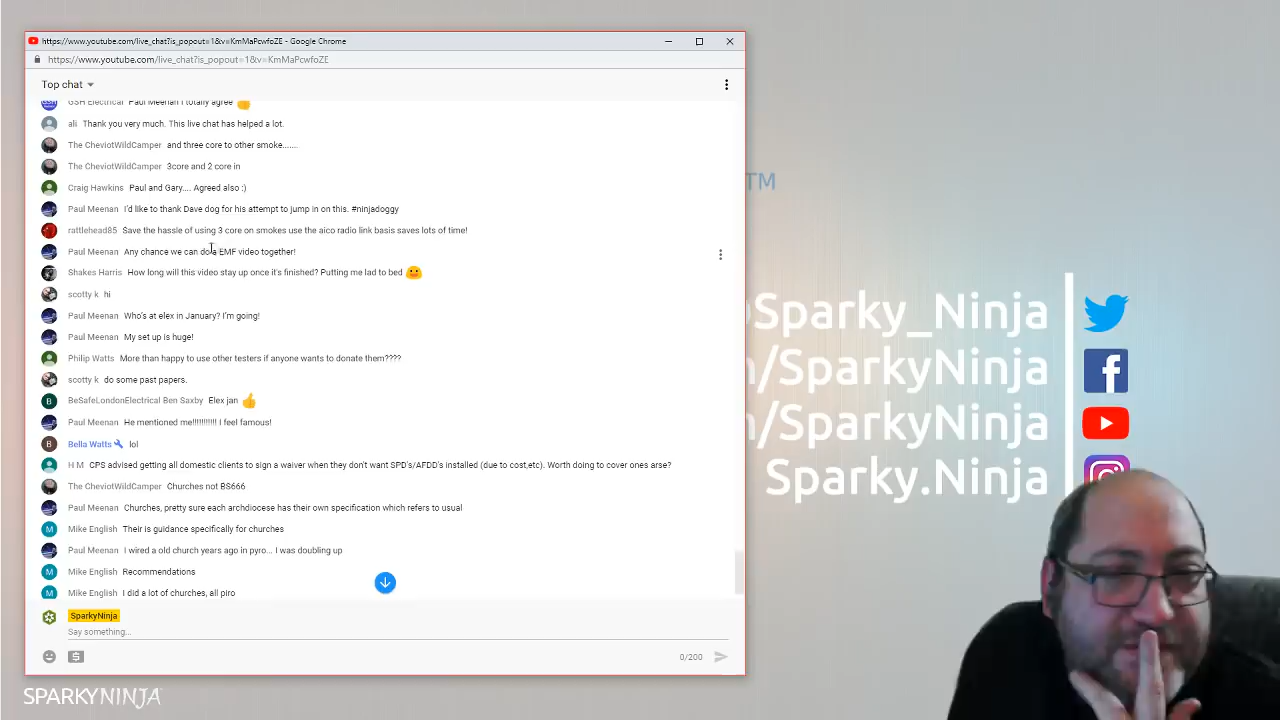 https://www.youtube.com/live_chat?is_popout=1&v=KmMaPcwfoZE - Google Chrome
https://www.youtube.com/live_chat?is_popout=1&v=KmMaPcwfoZE
Top chat
GSH Electrical Paul Meenan I totally agree
ali Thank you very much. This live chat has helped a lot.
The CheviotWildCamper and three core to other smoke.......
The CheviotWildCamper 3core and 2 core in
Craig Hawkins Paul and Gary.... Agreed also :)
Paul Meenan I'd like to thank Dave dog for his attempt to jump in on this. #ninjadoggy
rattlehead85 Save the hassle of using 3 core on smokes use the aico radio link basis saves lots of time!
Paul Meenan Any chance we can do a EMF video together!
Shakes Harris How long will this video stay up once it's finished? Putting me lad to bed
scotty k hi
Paul Meenan Who's at elex in January? I'm going!
Paul Meenan My set up is huge!
Philip Watts More than happy to use other testers if anyone wants to donate them????
scotty k do some past papers.
BeSafeLondonElectrical Ben Saxby Elex jan
Paul Meenan He mentioned me!!!!!!!!!!! I feel famous!
Bella Watts lol
H M CPS advised getting all domestic clients to sign a waiver when they don't want SPD's/AFDD's installed (due to cost,etc). Worth doing to cover ones arse?
The CheviotWildCamper Churches not BS666
Paul Meenan Churches, pretty sure each archdiocese has their own specification which refers to usual
Mike English Their is guidance specifically for churches
Paul Meenan I wired a old church years ago in pyro... I was doubling up
Mike English Recommendations
Mike English I did a lot of churches, all piro
SparkyNinja
Say something...
0/200
TM
@Sparky_Ninja
/SparkyNinja
/SparkyNinja
Sparky.Ninja
SPARKYNINJA